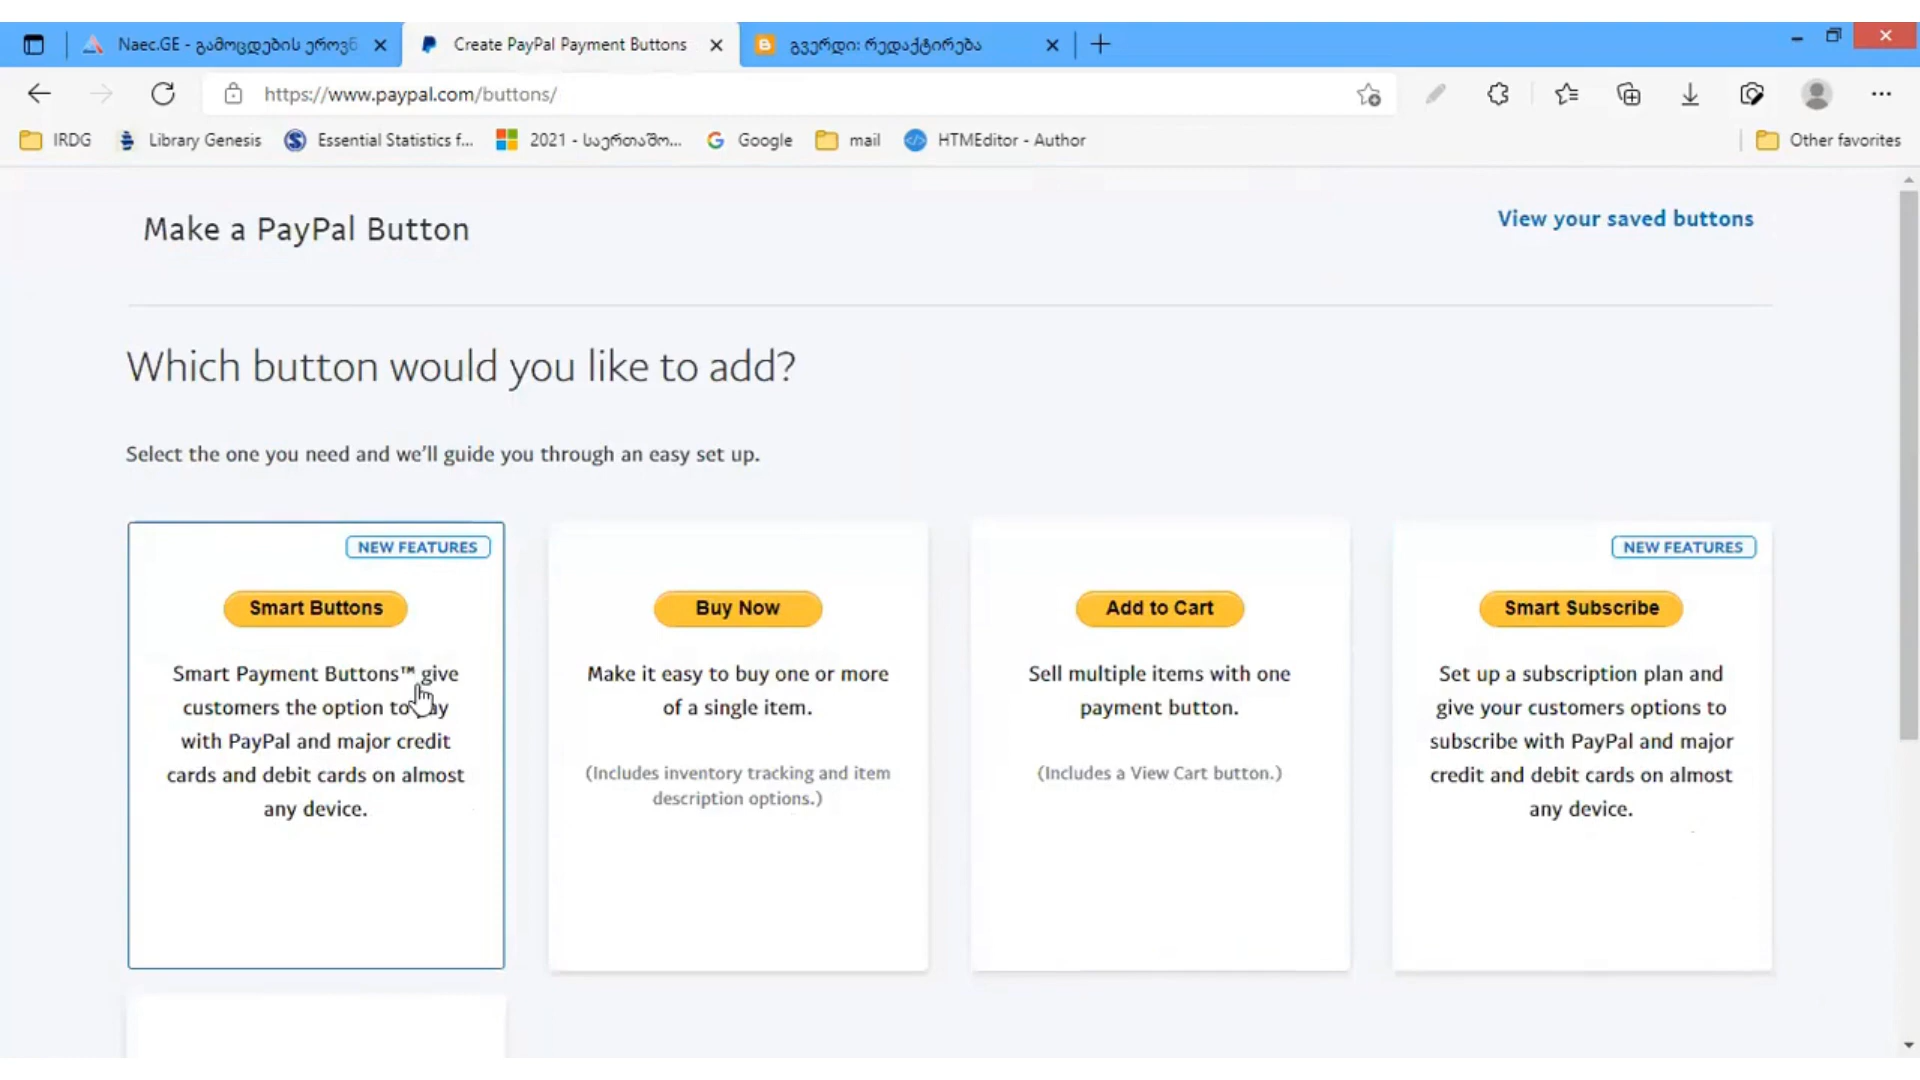 Naec.GE - გამოცდების ეროვნ
Create PayPal Payment Buttons
გვერდი: რედაქტირება
https://www.paypal.com/buttons/
IRDG
Library Genesis
Essential Statistics f...
2021 - საერთაშო...
Google
mail
HTMEditor - Author
Other favorites
Make a PayPal Button
View your saved buttons
Which button would you like to add?
Select the one you need and we'll guide you through an easy set up.
NEW FEATURES
Smart Buttons
Smart Payment Buttons™ give
customers the option to
with PayPal and major credit
cards and debit cards on almost
any device.
Buy Now
Make it easy to buy one or more
of a single item.
(Includes inventory tracking and item
description options.)
Add to Cart
Sell multiple items with one
payment button.
(Includes a View Cart button.)
NEW FEATURES
Smart Subscribe
Set up a subscription plan and
give your customers options to
subscribe with PayPal and major
credit and debit cards on almost
any device.